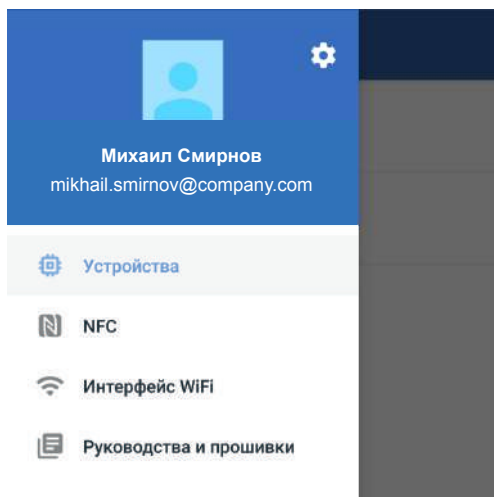 Михаил Смирнов
mikhail.smirnov@company.com
Устройства
NFC
Интерфейс WiFi
Руководства и прошивки